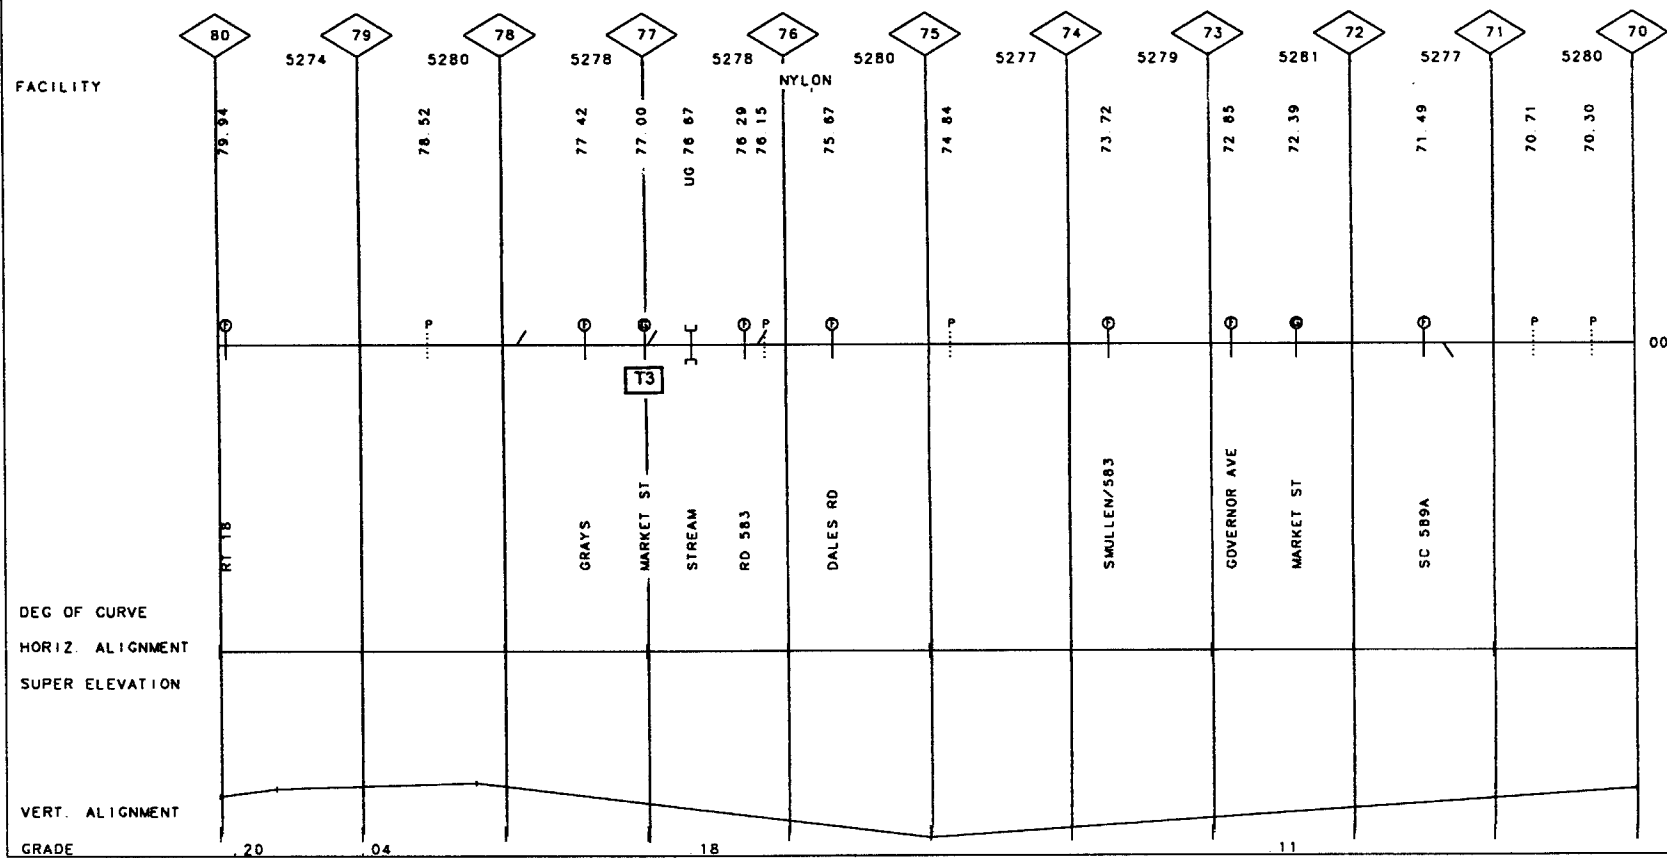 80 79 78 77 76 75 74 73 72 71 70
5274 5280 5278 5278 5280 5277 5279 5281 5277 5280
FACILITY
NYLON
79.94 78.52 77 42 77.00 UG 76 67 76 29 76.15 75.67 74 84 73.72 72 85 72.39 71.49 70.71 70.30
F P F G F P F P F F G F P P
00
T3
RT 18 GRAYS MARKET ST STREAM RD 583 DALES RD SMULLEN/583 GOVERNOR AVE MARKET ST SC 589A
DEG OF CURVE
HORIZ. ALIGNMENT
SUPER ELEVATION
VERT. ALIGNMENT
GRADE .20 .04 .18 .11